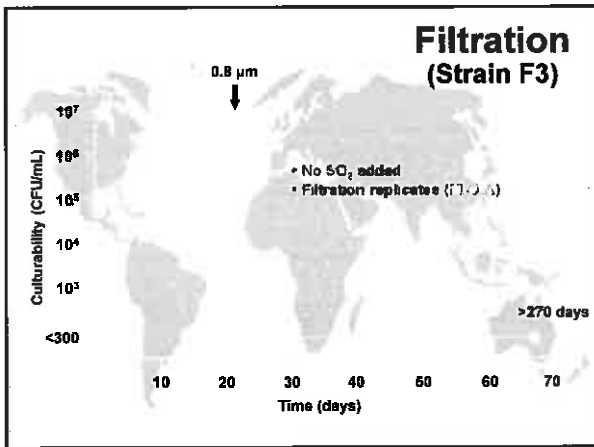 Filtration
(Strain F3)
0.8 µm
10⁷
10⁶
10⁵
10⁴
10³
<300
Culturability (CFU/mL)
• No SO₂ added
• Filtration replicates
>270 days
10 20 30 40 50 60 70
Time (days)